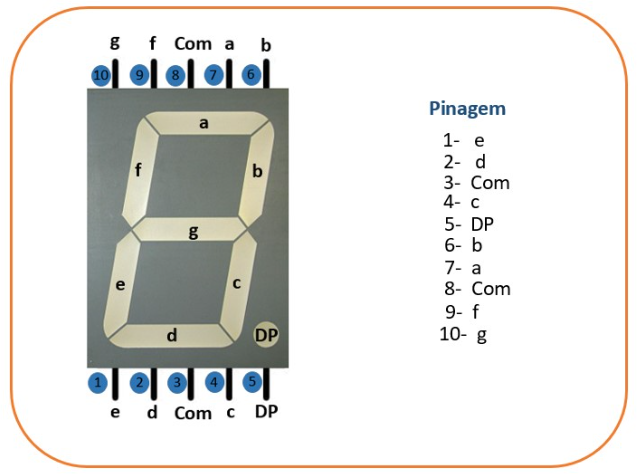 g f Com a b
10 9 8 7 6
a
f b
g
e c
d DP
1 2 3 4 5
e d Com c DP
Pinagem
1- e
2- d
3- Com
4- c
5- DP
6- b
7- a
8- Com
9- f
10- g